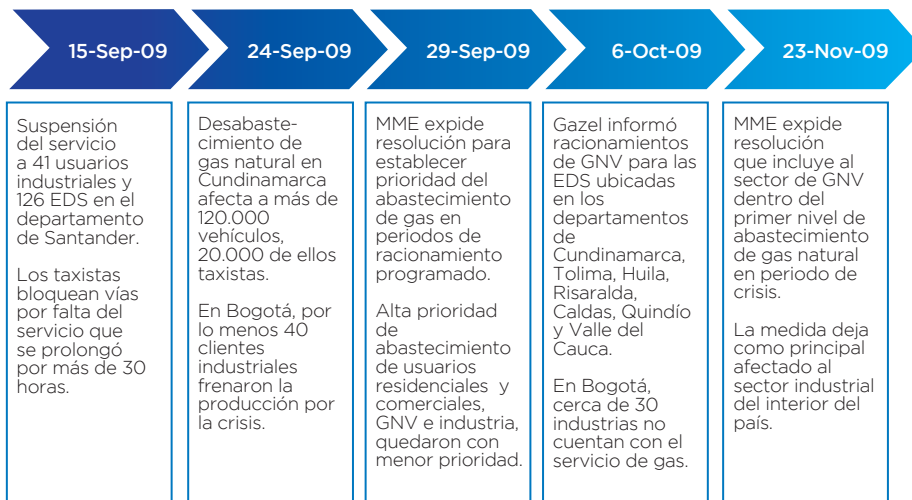 15-Sep-09
24-Sep-09
29-Sep-09
6-Oct-09
23-Nov-09
Suspensión
del servicio
a 41 usuarios
industriales y
126 EDS en el
departamento
de Santander.
Los taxistas
bloquean vías
por falta del
servicio que
se prolongó
por más de 30
horas.
Desabaste-
cimiento de
gas natural en
Cundinamarca
afecta a más de
120.000
vehículos,
20.000 de ellos
taxistas.
En Bogotá, por
lo menos 40
clientes
industriales
frenaron la
producción por
la crisis.
MME expide
resolución para
establecer
prioridad del
abastecimiento
de gas en
periodos de
racionamiento
programado.
Alta prioridad
de
abastecimiento
de usuarios
residenciales y
comerciales,
GNV e industria,
quedaron con
menor prioridad.
Gazel informó
racionamientos
de GNV para las
EDS ubicadas
en los
departamentos
de
Cundinamarca,
Tolima, Huila,
Risaralda,
Caldas, Quindío
y Valle del
Cauca.
En Bogotá,
cerca de 30
industrias no
cuentan con el
servicio de gas.
MME expide
resolución
que incluye al
sector de GNV
dentro del
primer nivel de
abastecimiento
de gas natural
en periodo de
crisis.
La medida deja
como principal
afectado al
sector industrial
del interior del
país.